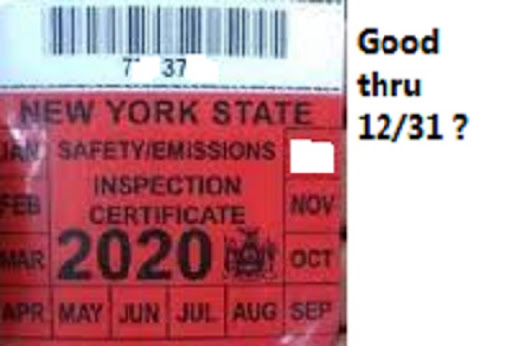 7 37
NEW YORK STATE
JAN SAFETY/EMISSIONS
INSPECTION
FEB CERTIFICATE NOV
MAR 2020 OCT
APR MAY JUN JUL AUG SEP
Good
thru
12/31 ?